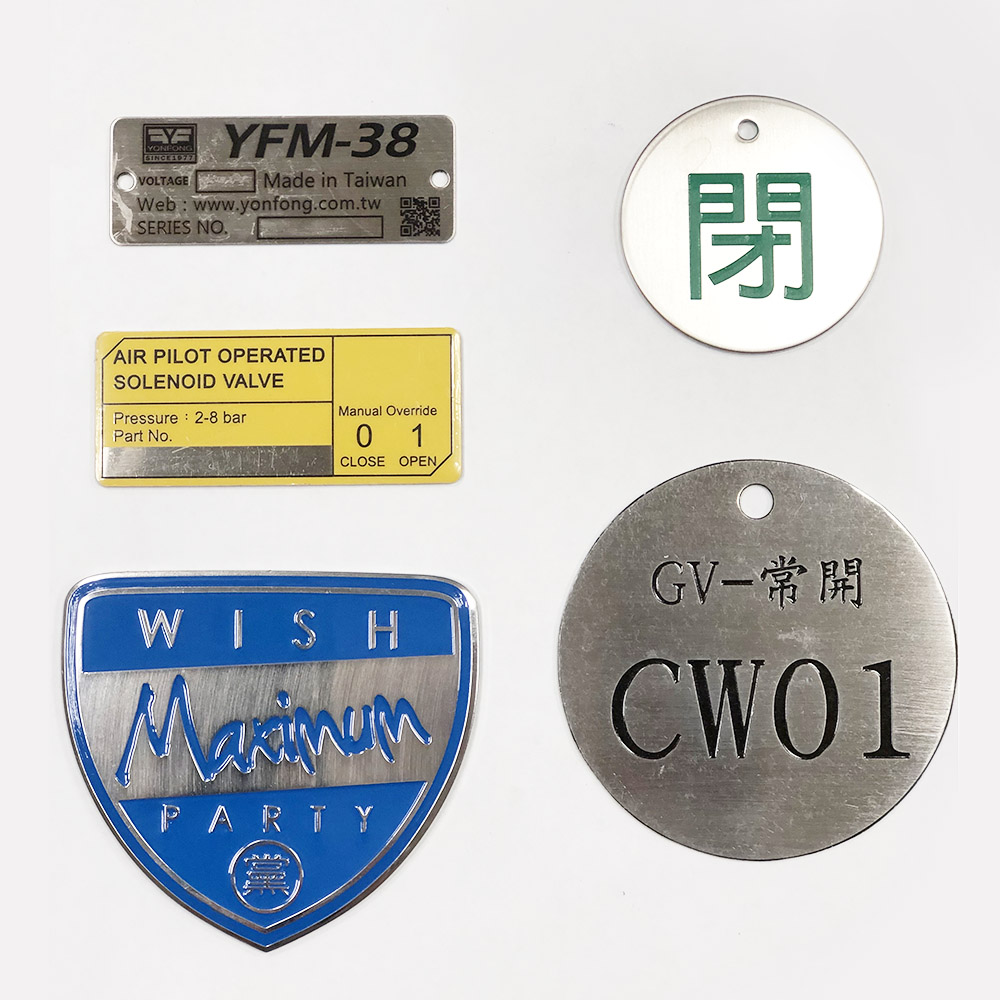 EYE
YONFONG
SINCE1977
YFM-38
VOLTAGE
Made in Taiwan
Web : www.yonfong.com.tw
SERIES NO.
閉
AIR PILOT OPERATED
SOLENOID VALVE
Pressure : 2-8 bar
Part No.
Manual Override
0 1
CLOSE OPEN
GV-常開
CW01
WISH
Maximum
PARTY
黨